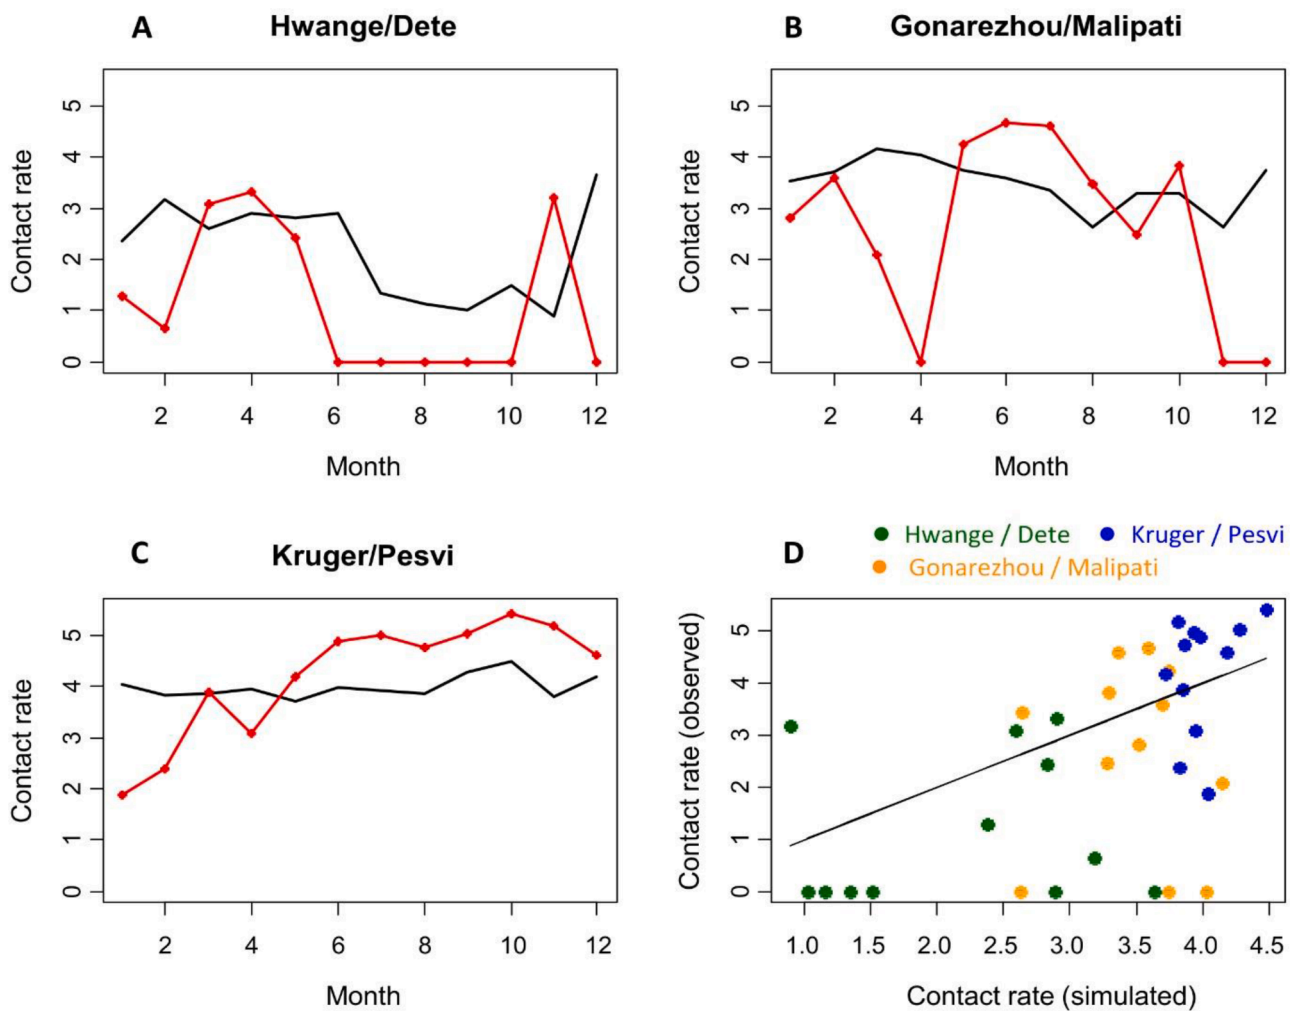 A Hwange/Dete
Contact rate
5
4
3
2
1
0
2 4 6 8 10 12
Month
B Gonarezhou/Malipati
Contact rate
5
4
3
2
1
0
2 4 6 8 10 12
Month
C Kruger/Pesvi
Contact rate
5
4
3
2
1
0
2 4 6 8 10 12
Month
D
Hwange / Dete Kruger / Pesvi
Gonarezhou / Malipati
Contact rate (observed)
5
4
3
2
1
0
1.0 1.5 2.0 2.5 3.0 3.5 4.0 4.5
Contact rate (simulated)